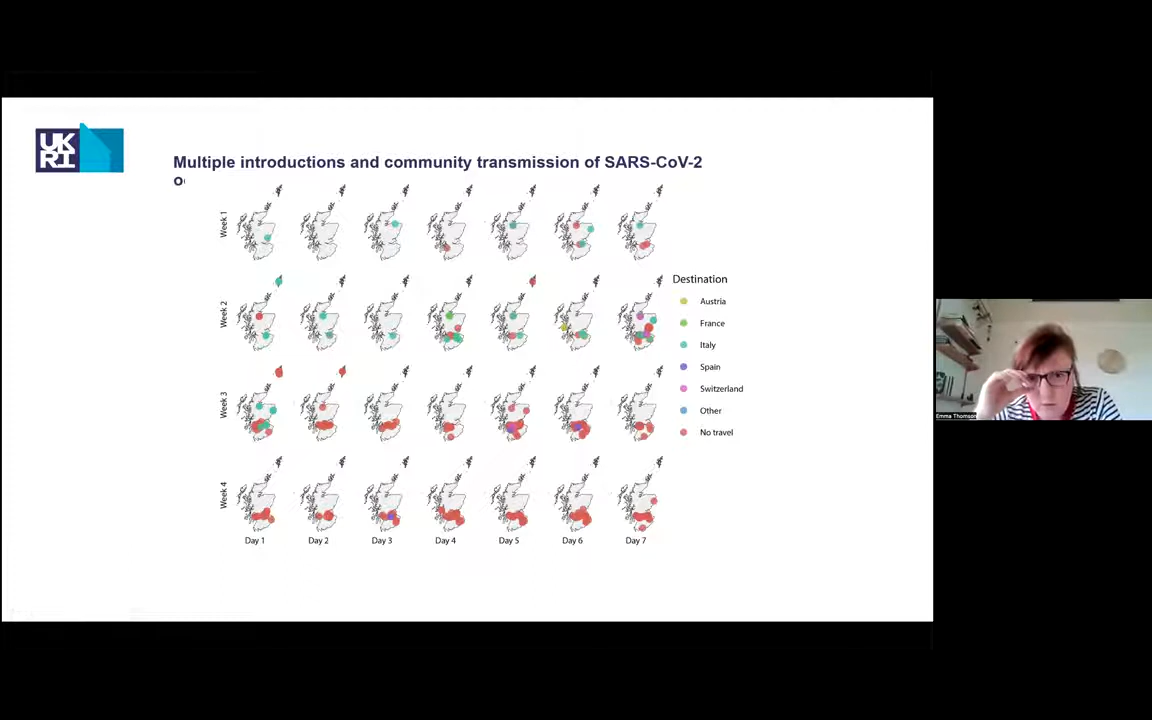 UK
RI
Multiple introductions and community transmission of SARS-CoV-2
Week 1
Week 2
Week 3
Week 4
Day 1 Day 2 Day 3 Day 4 Day 5 Day 6 Day 7
Destination
Austria
France
Italy
Spain
Switzerland
Other
No travel
Emma Thomson